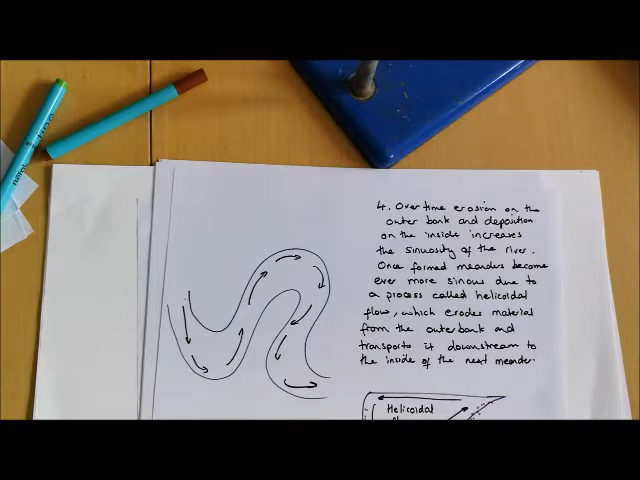 4. Over time erosion on the
outer bank and deposition
on the inside increases
the sinuosity of the river.
Once formed meanders become
ever more sinous due to
a process called helicoidal
flow, which erodes material
from the outerbank and
transports it downstream to
the inside of the next meander.
Helicoidal